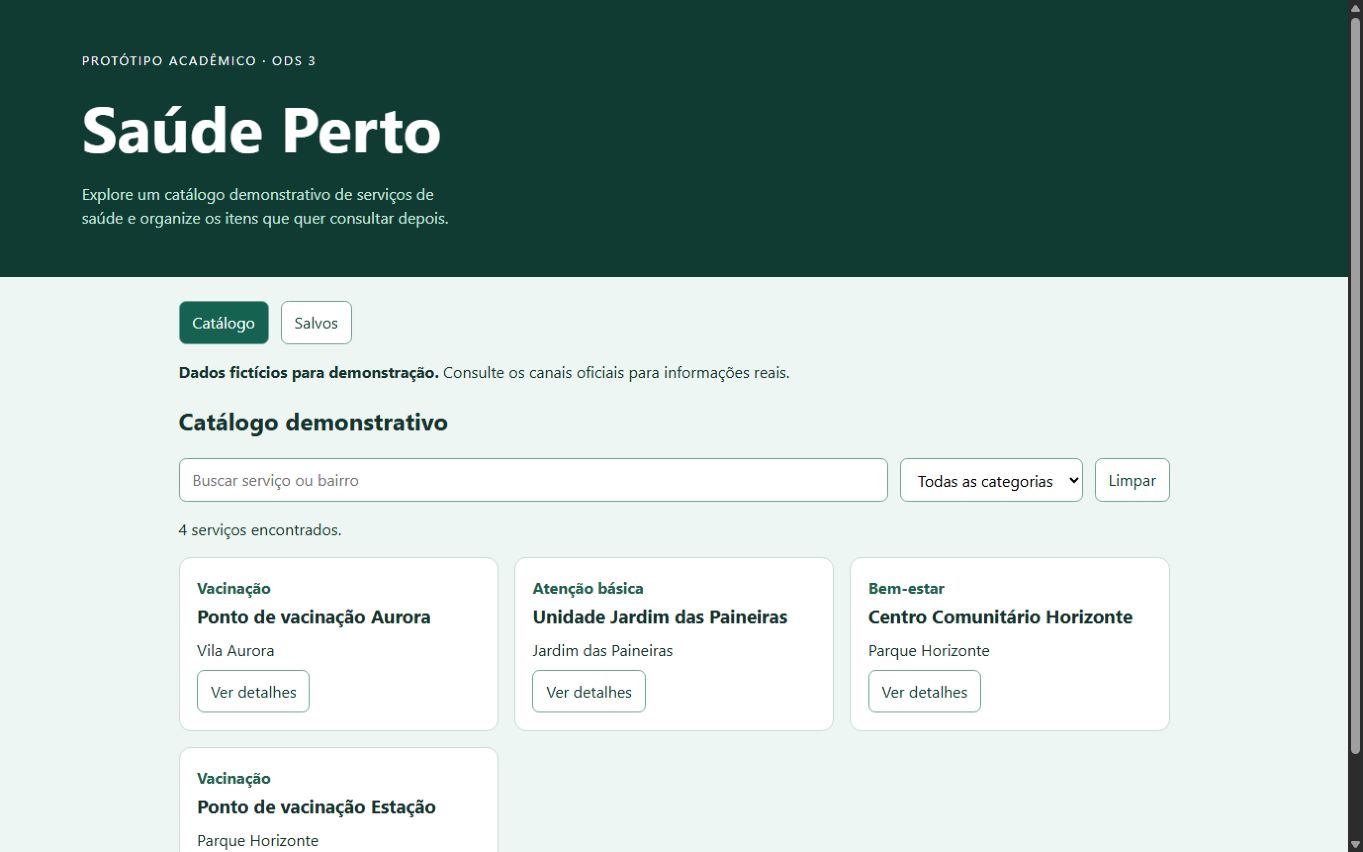 PROTÓTIPO ACADÊMICO · ODS 3
Saúde Perto
Explore um catálogo demonstrativo de serviços de
saúde e organize os itens que quer consultar depois.
Catálogo
Salvos
Dados fictícios para demonstração. Consulte os canais oficiais para informações reais.
Catálogo demonstrativo
Buscar serviço ou bairro
Todas as categorias
Limpar
4 serviços encontrados.
Vacinação
Ponto de vacinação Aurora
Vila Aurora
Ver detalhes
Atenção básica
Unidade Jardim das Paineiras
Jardim das Paineiras
Ver detalhes
Bem-estar
Centro Comunitário Horizonte
Parque Horizonte
Ver detalhes
Vacinação
Ponto de vacinação Estação
Parque Horizonte